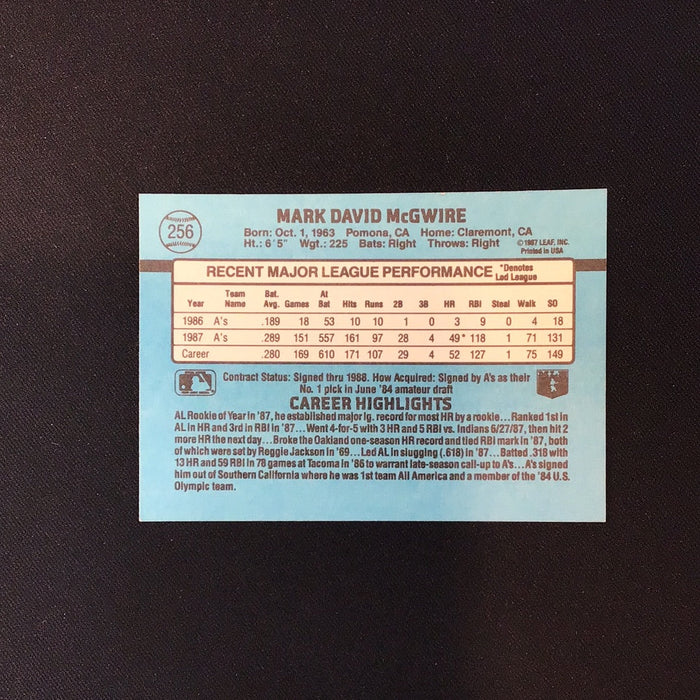 256
MARK DAVID McGWIRE
Born: Oct. 1, 1963 Pomona, CA Home: Claremont, CA
Ht.: 6'5" Wgt.: 225 Bats: Right Throws: Right
©1987 LEAF, INC.
Printed in USA
RECENT MAJOR LEAGUE PERFORMANCE *Denotes Led League
Year Team Name Bat. Avg. Games At Bat Hits Runs 2B 3B HR RBI Steal Walk SO
1986 A's .189 18 53 10 10 1 0 3 9 0 4 18
1987 A's .289 151 557 161 97 28 4 49* 118 1 71 131
Career .280 169 610 171 107 29 4 52 127 1 75 149
Contract Status: Signed thru 1988. How Acquired: Signed by A's as their
No. 1 pick in June '84 amateur draft
CAREER HIGHLIGHTS
AL Rookie of Year in '87, he established major lg. record for most HR by a rookie...Ranked 1st in
AL in HR and 3rd in RBI in '87...Went 4-for-5 with 3 HR and 5 RBI vs. Indians 6/27/87, then hit 2
more HR the next day...Broke the Oakland one-season HR record and tied RBI mark in '87, both
of which were set by Reggie Jackson in '69...Led AL in slugging (.618) in '87...Batted .318 with
13 HR and 59 RBI in 78 games at Tacoma in '86 to warrant late-season call-up to A's...A's signed
him out of Southern California where he was 1st team All America and a member of the '84 U.S.
Olympic team.